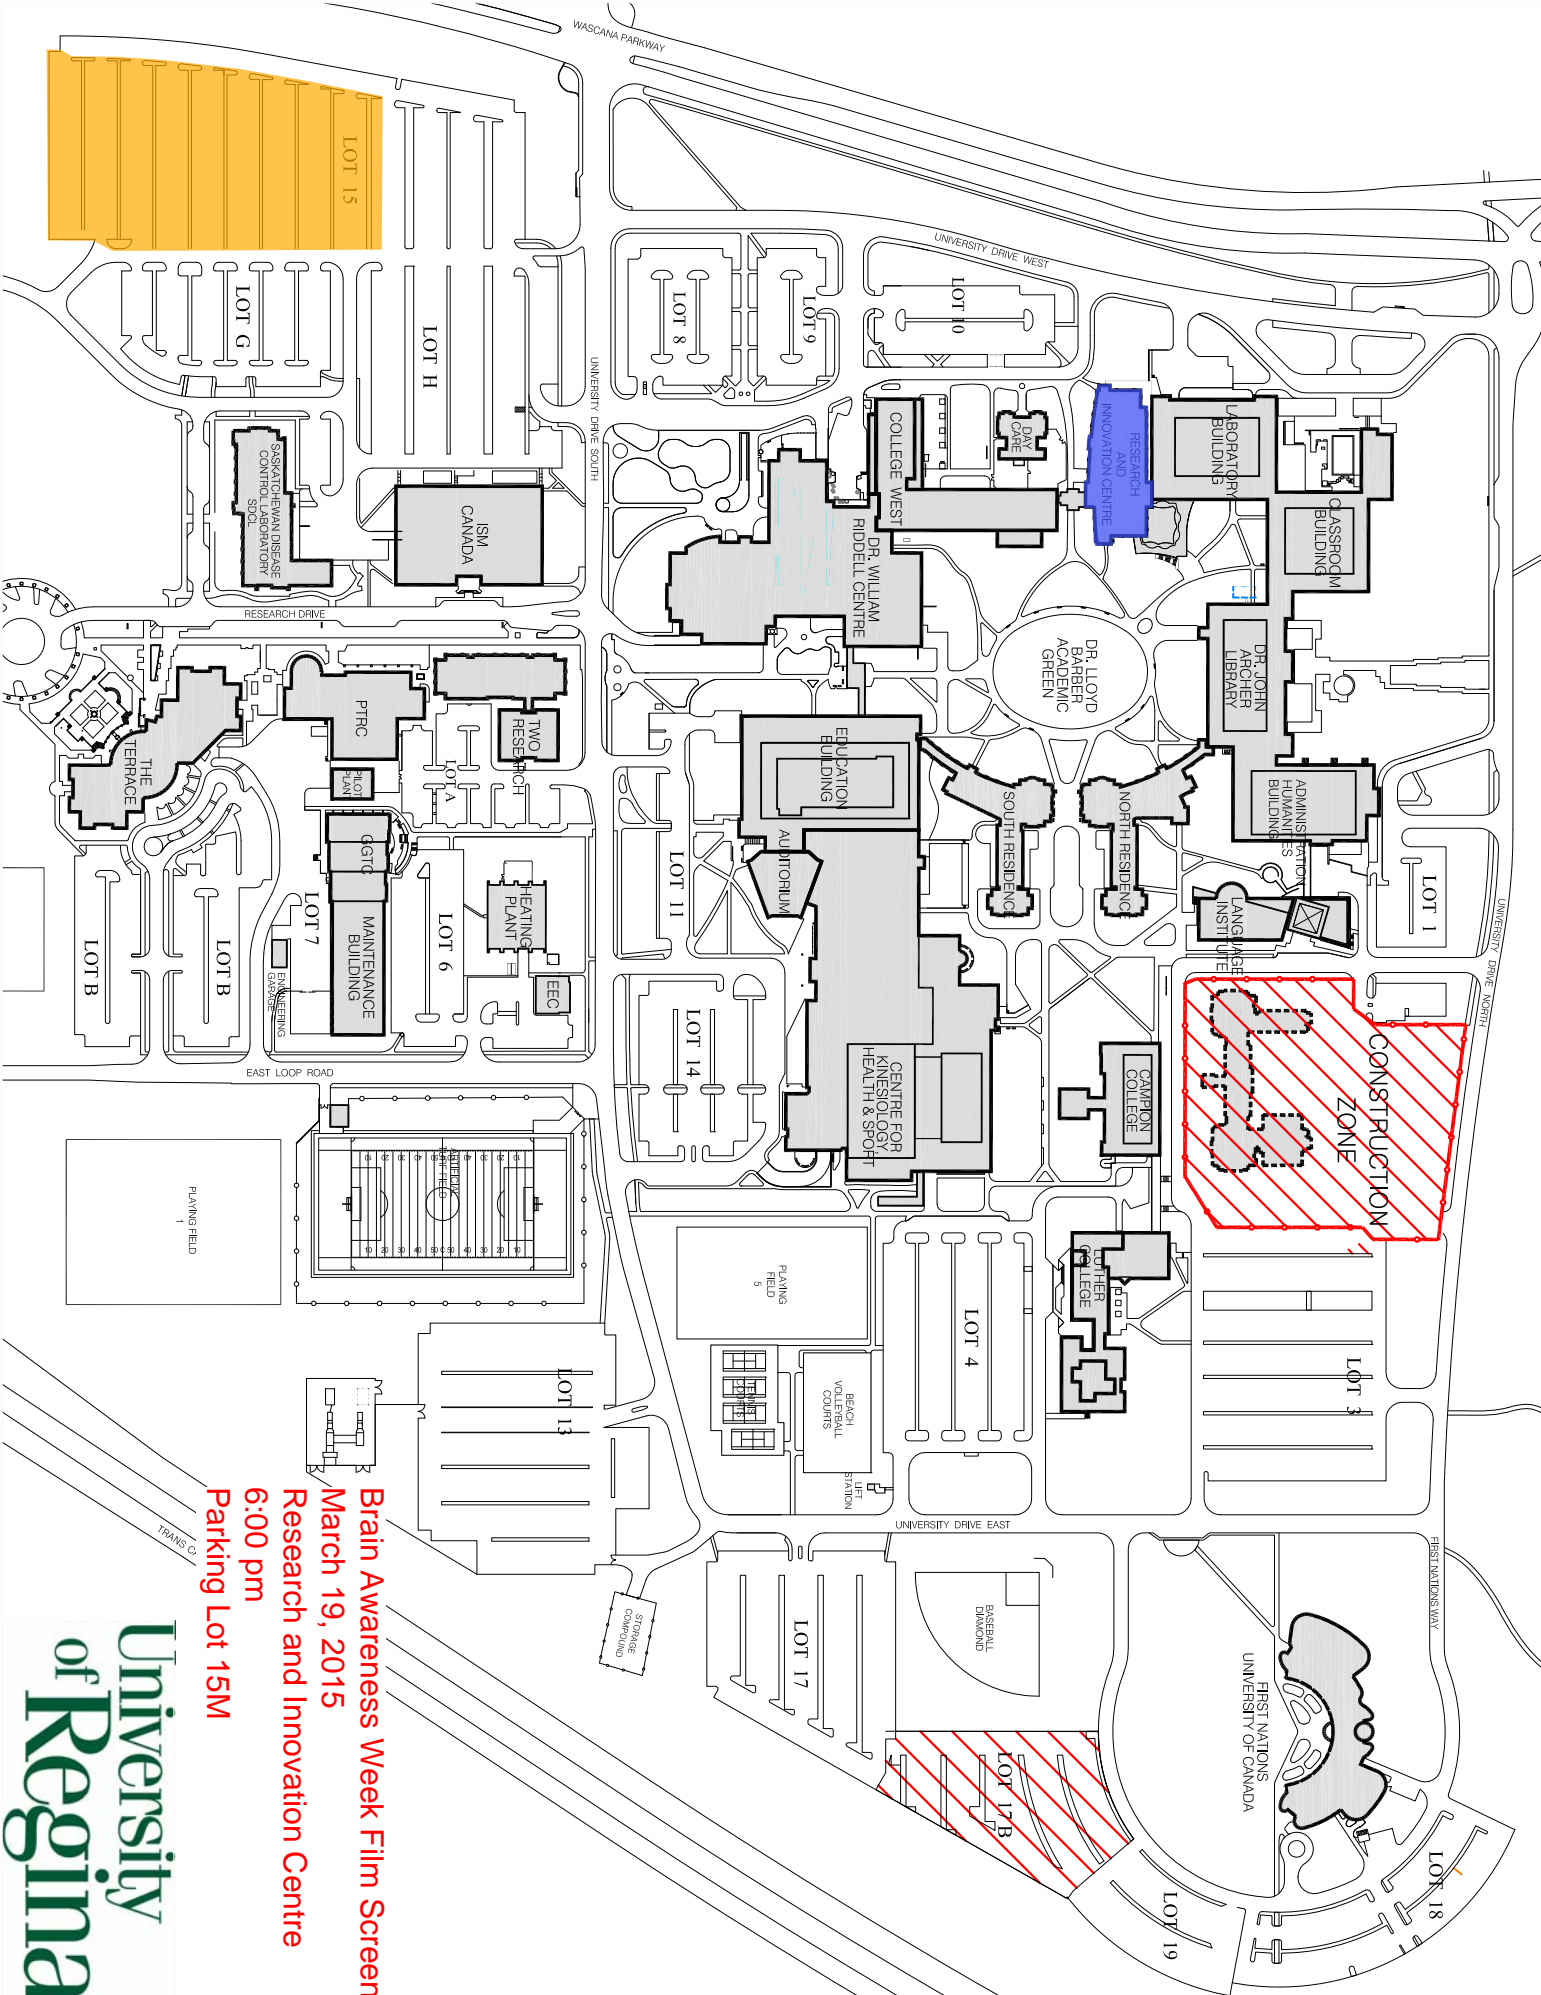 WASCANA PARKWAY
UNIVERSITY DRIVE WEST
UNIVERSITY DRIVE SOUTH
UNIVERSITY DRIVE NORTH
UNIVERSITY DRIVE EAST
FIRST NATIONS WAY
RESEARCH DRIVE
EAST LOOP ROAD
LOT 15
LOT G
LOT H
LOT 8
LOT 9
LOT 10
RESEARCH
AND
INNOVATION CENTRE
LABORATORY
BUILDING
CLASSROOM
BUILDING
DAY
CARE
COLLEGE WEST
DR. WILLIAM
RIDDELL CENTRE
DR. LLOYD
BARBER
ACADEMIC
GREEN
DR. JOHN
ARCHER
LIBRARY
ADMINISTRATION
HUMANITIES
BUILDING
LOT 1
LANGUAGE
INSTITUTE
NORTH RESIDENCE
SOUTH RESIDENCE
EDUCATION
BUILDING
AUDITORIUM
SASKATCHEWAN DISEASE
CONTROL LABORATORY
SDCL
ISM
CANADA
PTRC
PILOT
PLANT
TWO
RESEARCH
LOT A
THE
TERRACE
GGTC
MAINTENANCE
BUILDING
HEATING
PLANT
EEC
LOT 6
LOT 7
ENGINEERING
GARAGE
LOT B
LOT B
LOT 11
LOT 14
CENTRE FOR
KINESIOLOGY,
HEALTH & SPORT
CAMPION
COLLEGE
LUTHER
COLLEGE
CONSTRUCTION
ZONE
LOT 3
LOT 4
PLAYING
FIELD
5
TENNIS
COURTS
BEACH
VOLLEYBALL
COURTS
LIFT
STATION
ARTIFICIAL
TURF FIELD
PLAYING FIELD
1
LOT 13
STORAGE
COMPOUND
LOT 17
LOT 17 B
BASEBALL
DIAMOND
FIRST NATIONS
UNIVERSITY OF CANADA
LOT 18
LOT 19
TRANS C
Brain Awareness Week Film Screen
March 19, 2015
Research and Innovation Centre
6:00 pm
Parking Lot 15M
University
of Regina